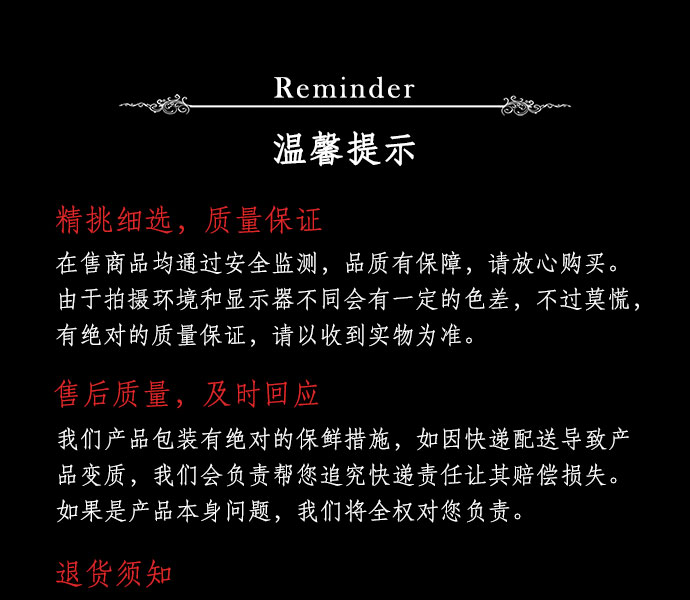 Reminder
温馨提示
精挑细选，质量保证
在售商品均通过安全监测，品质有保障，请放心购买。
由于拍摄环境和显示器不同会有一定的色差，不过莫慌，
有绝对的质量保证，请以收到实物为准。
售后质量，及时回应
我们产品包装有绝对的保鲜措施，如因快递配送导致产
品变质，我们会负责帮您追究快递责任让其赔偿损失。
如果是产品本身问题，我们将全权对您负责。
退货须知